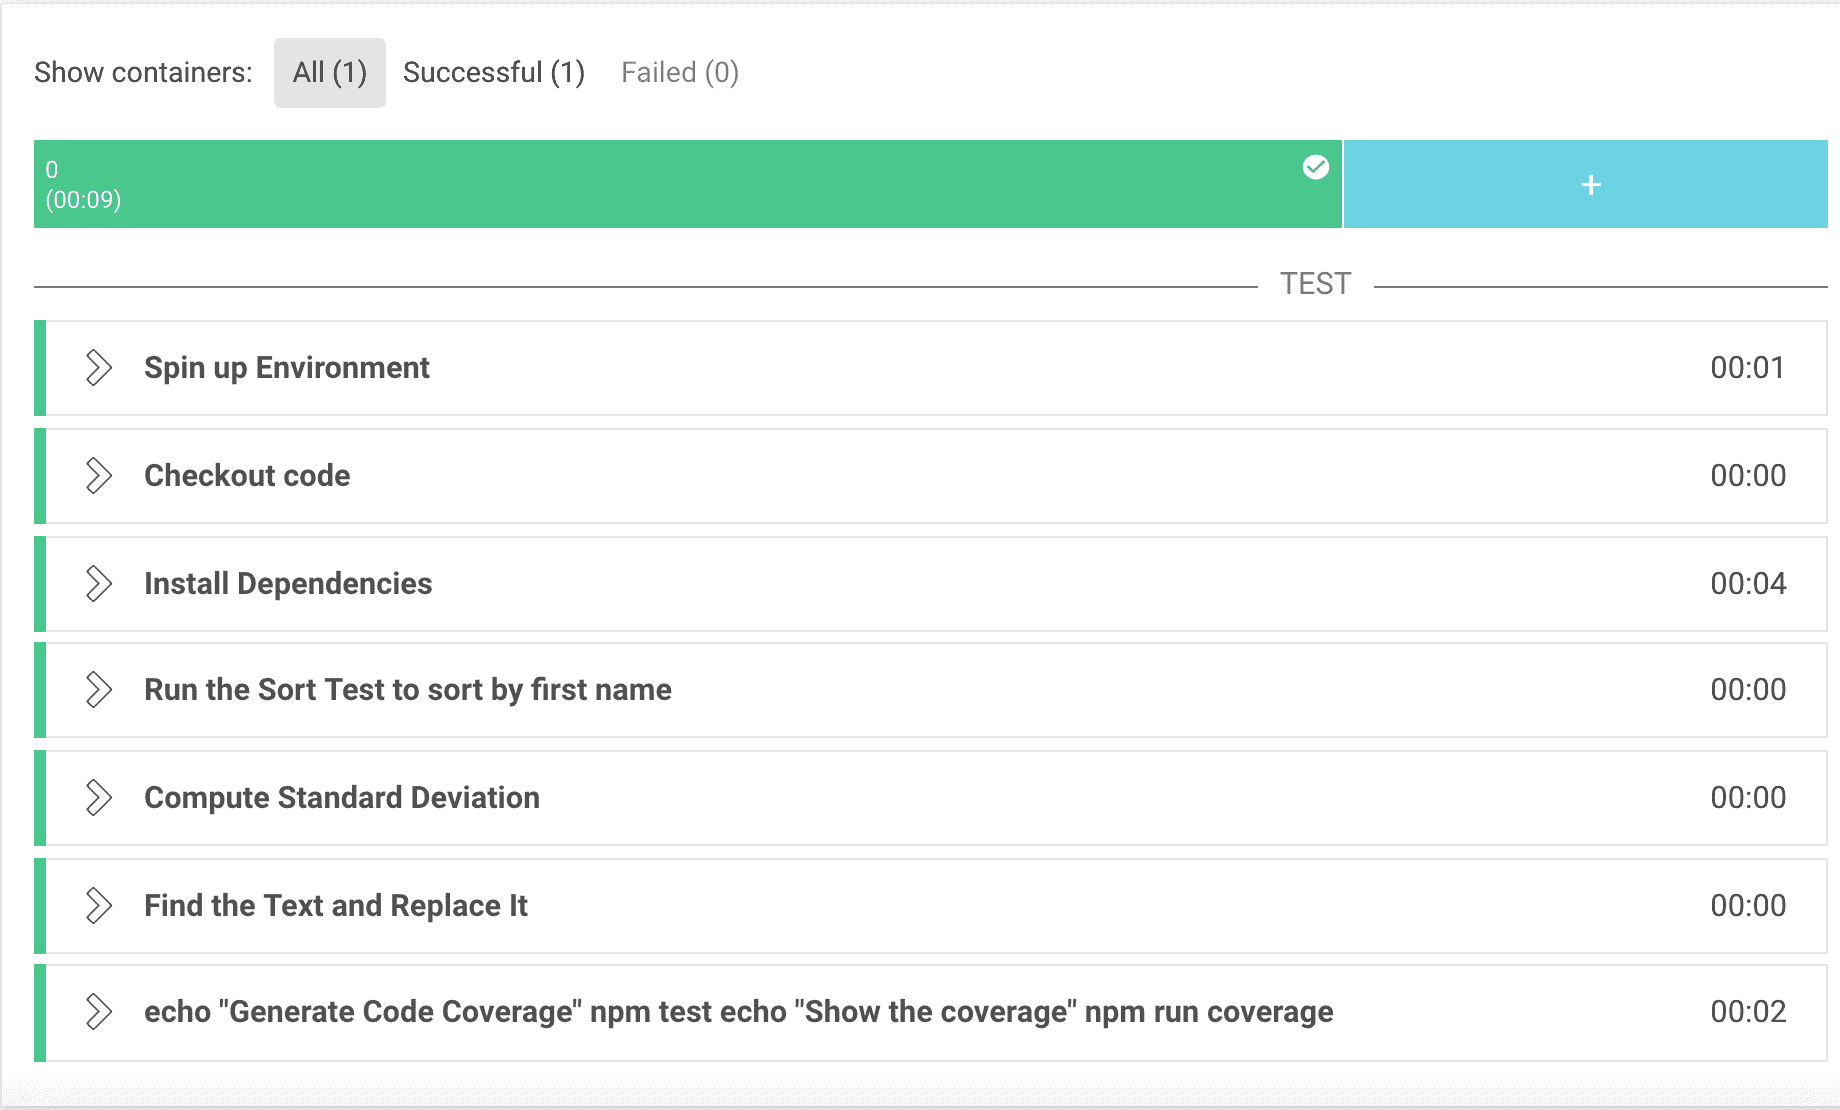 Show containers: All (1) Successful (1) Failed (0)
0
(00:09)
+
TEST
Spin up Environment 00:01
Checkout code 00:00
Install Dependencies 00:04
Run the Sort Test to sort by first name 00:00
Compute Standard Deviation 00:00
Find the Text and Replace It 00:00
echo "Generate Code Coverage" npm test echo "Show the coverage" npm run coverage 00:02